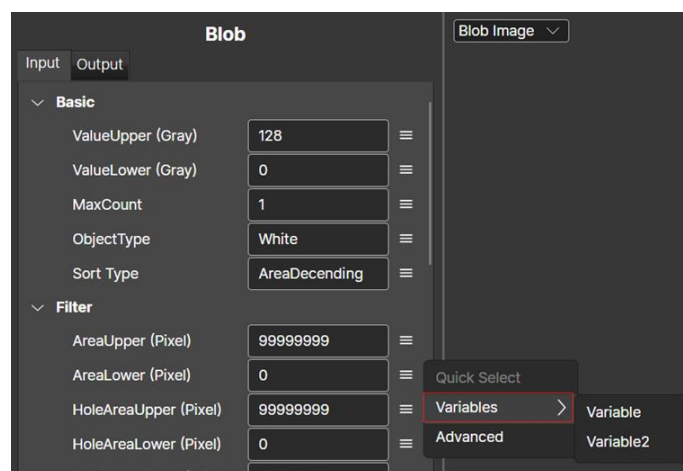 Blob
Blob Image
Input Output
Basic
ValueUpper (Gray) 128
ValueLower (Gray) 0
MaxCount 1
ObjectType White
Sort Type AreaDecending
Filter
AreaUpper (Pixel) 99999999
AreaLower (Pixel) 0
HoleAreaUpper (Pixel) 99999999
HoleAreaLower (Pixel) 0
Quick Select
Variables
Advanced
Variable
Variable2